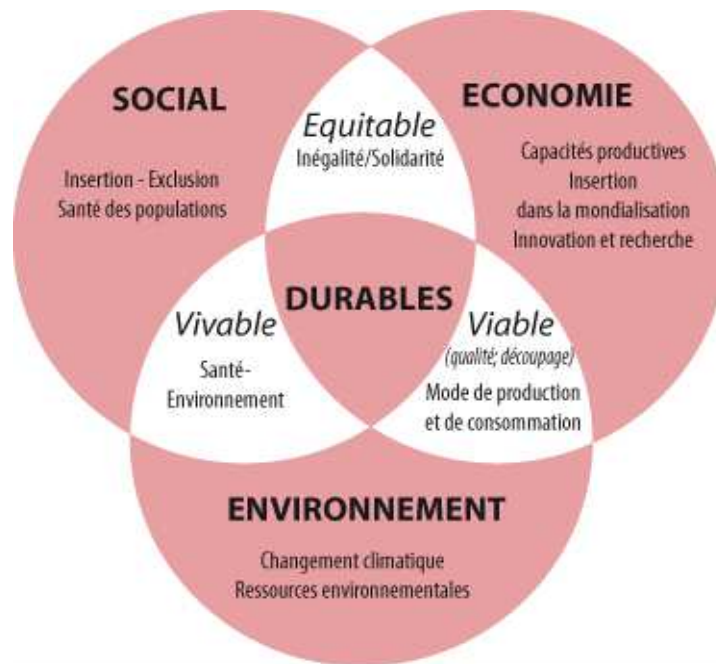 SOCIAL
Insertion - Exclusion
Santé des populations
ECONOMIE
Capacités productives
Insertion
dans la mondialisation
Innovation et recherche
Equitable
Inégalité/Solidarité
DURABLES
Vivable
Santé-
Environnement
Viable
(qualité; découpage)
Mode de production
et de consommation
ENVIRONNEMENT
Changement climatique
Ressources environnementales